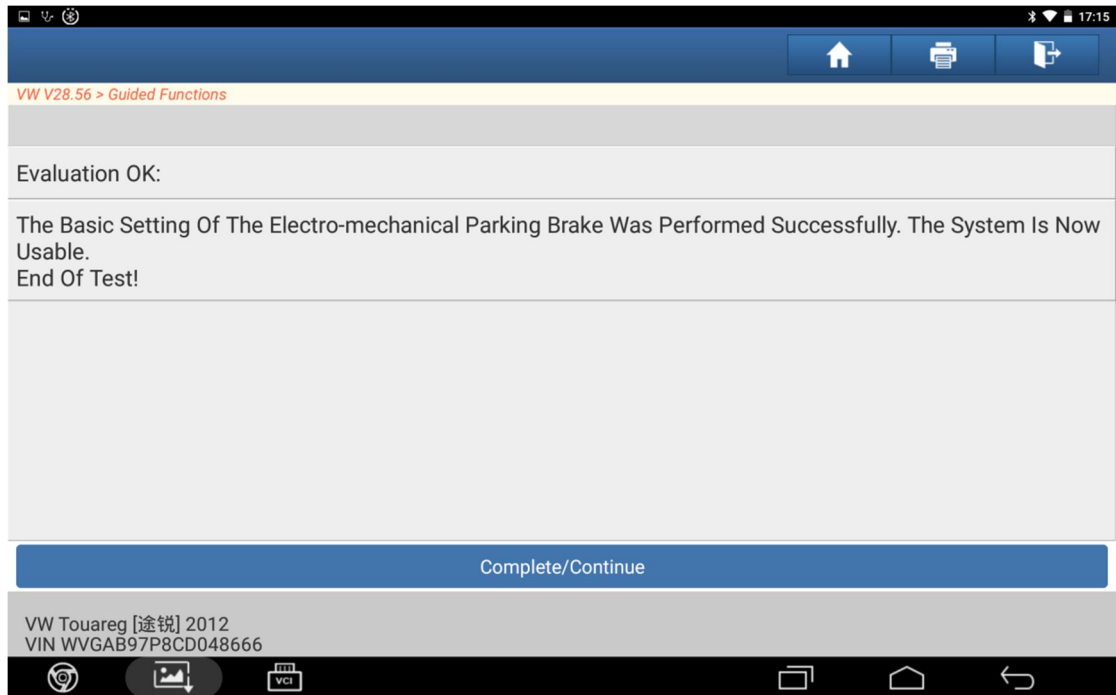 17:15
VW V28.56 > Guided Functions
Evaluation OK:
The Basic Setting Of The Electro-mechanical Parking Brake Was Performed Successfully. The System Is Now
Usable.
End Of Test!
Complete/Continue
VW Touareg [途锐] 2012
VIN WVGAB97P8CD048666
VCI